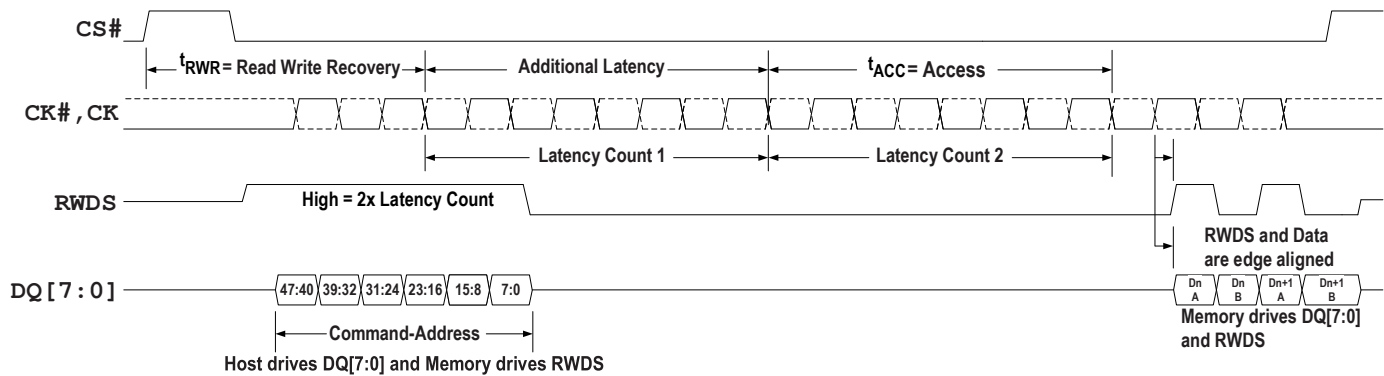 CS#
tRWR= Read Write Recovery
Additional Latency
tACC= Access
CK#,CK
Latency Count 1
Latency Count 2
RWDS
High = 2x Latency Count
RWDS and Data
are edge aligned
DQ[7:0]
47:40 39:32 31:24 23:16 15:8 7:0
Dn A
Dn B
Dn+1 A
Dn+1 B
Command-Address
Memory drives DQ[7:0]
and RWDS
Host drives DQ[7:0] and Memory drives RWDS